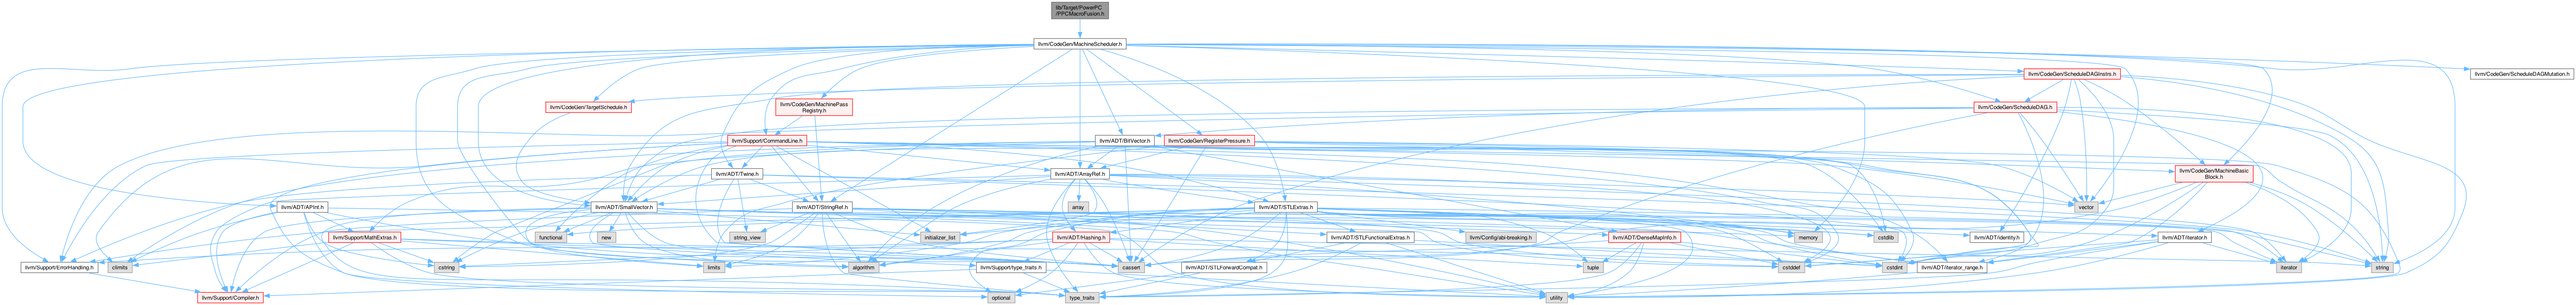 lib/Target/PowerPC
/PPCMacroFusion.h
llvm/CodeGen/MachineScheduler.h
llvm/CodeGen/ScheduleDAGInstrs.h
llvm/CodeGen/ScheduleDAGMutation.h
llvm/CodeGen/TargetSchedule.h
llvm/CodeGen/MachinePass
Registry.h
llvm/CodeGen/ScheduleDAG.h
llvm/Support/CommandLine.h
llvm/ADT/BitVector.h
llvm/CodeGen/RegisterPressure.h
llvm/ADT/Twine.h
llvm/ADT/ArrayRef.h
llvm/CodeGen/MachineBasic
Block.h
llvm/ADT/APInt.h
llvm/ADT/SmallVector.h
llvm/ADT/StringRef.h
array
llvm/ADT/STLExtras.h
vector
llvm/Support/MathExtras.h
functional
new
string_view
initializer_list
llvm/ADT/Hashing.h
llvm/ADT/STLFunctionalExtras.h
llvm/Config/abi-breaking.h
llvm/ADT/DenseMapInfo.h
memory
cstdlib
llvm/ADT/identity.h
llvm/ADT/iterator.h
llvm/Support/ErrorHandling.h
climits
cstring
limits
algorithm
llvm/Support/type_traits.h
cassert
llvm/ADT/STLForwardCompat.h
tuple
cstddef
cstdint
llvm/ADT/iterator_range.h
iterator
string
llvm/Support/Compiler.h
optional
type_traits
utility